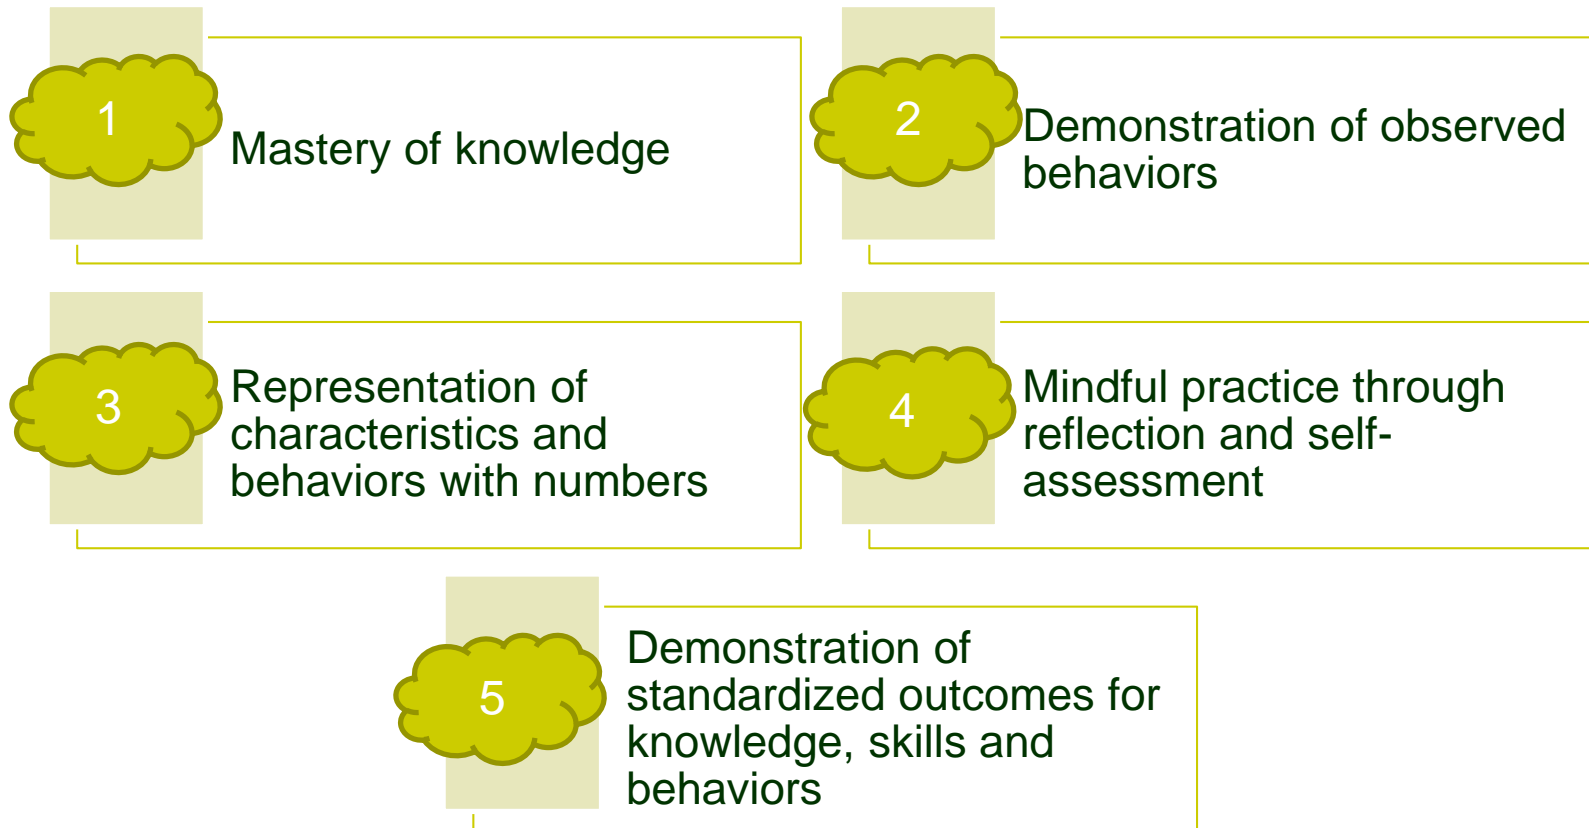 1
Mastery of knowledge
2
Demonstration of observed
behaviors
3
Representation of
characteristics and
behaviors with numbers
4
Mindful practice through
reflection and self-
assessment
5
Demonstration of
standardized outcomes for
knowledge, skills and
behaviors